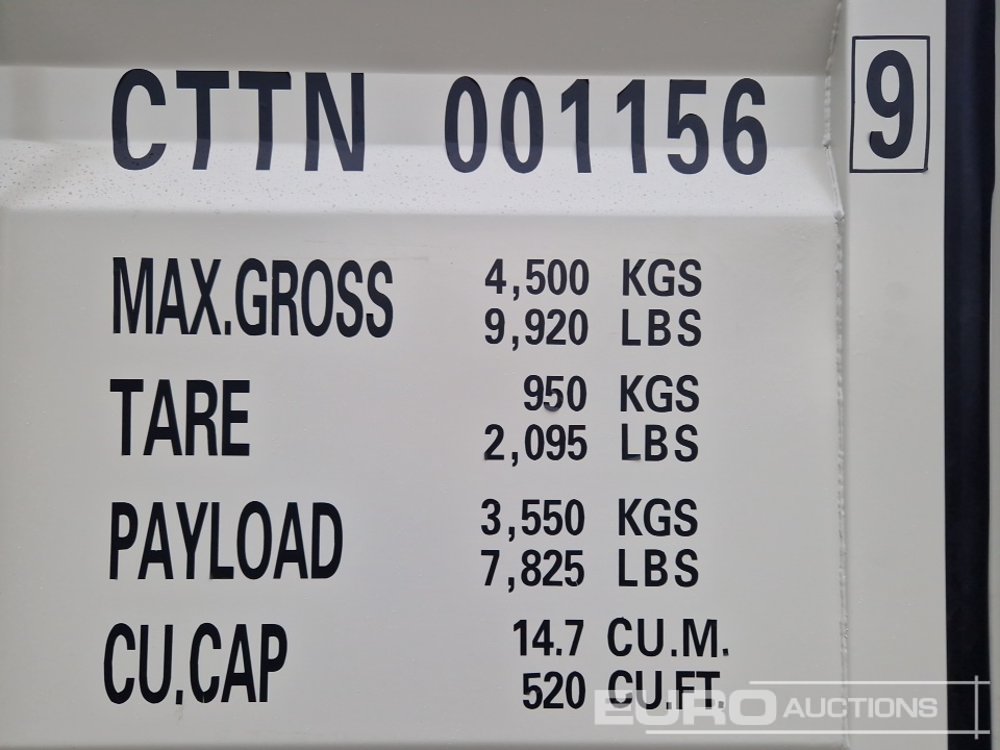 CTTN 001156 9
MAX.GROSS 4,500 KGS
9,920 LBS
TARE 950 KGS
2,095 LBS
PAYLOAD 3,550 KGS
7,825 LBS
CU.CAP 14.7 CU.M.
520 CU.FT.
EURO AUCTIONS